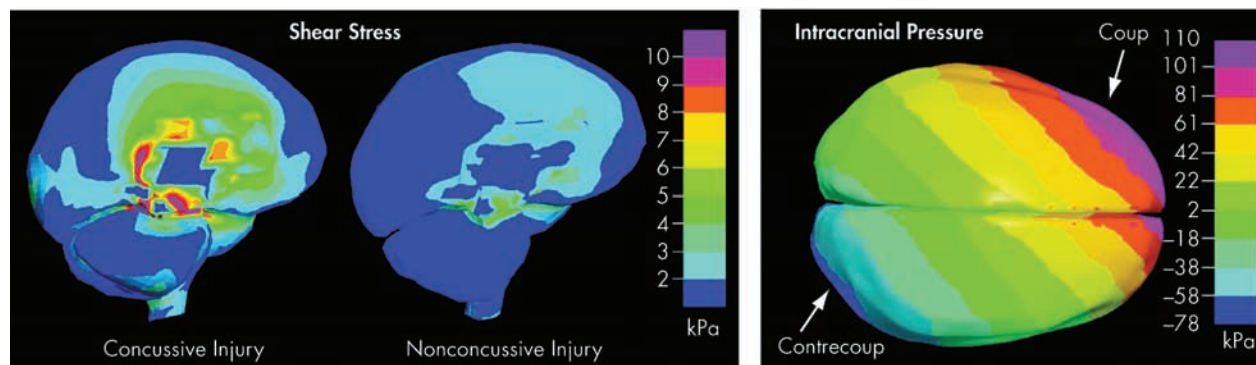 Shear Stress
10
9
8
7
6
5
4
3
2
kPa
Concussive Injury
Nonconcussive Injury
Intracranial Pressure
Coup
110
101
81
61
42
22
2
−18
−38
−58
−78
kPa
Contrecoup